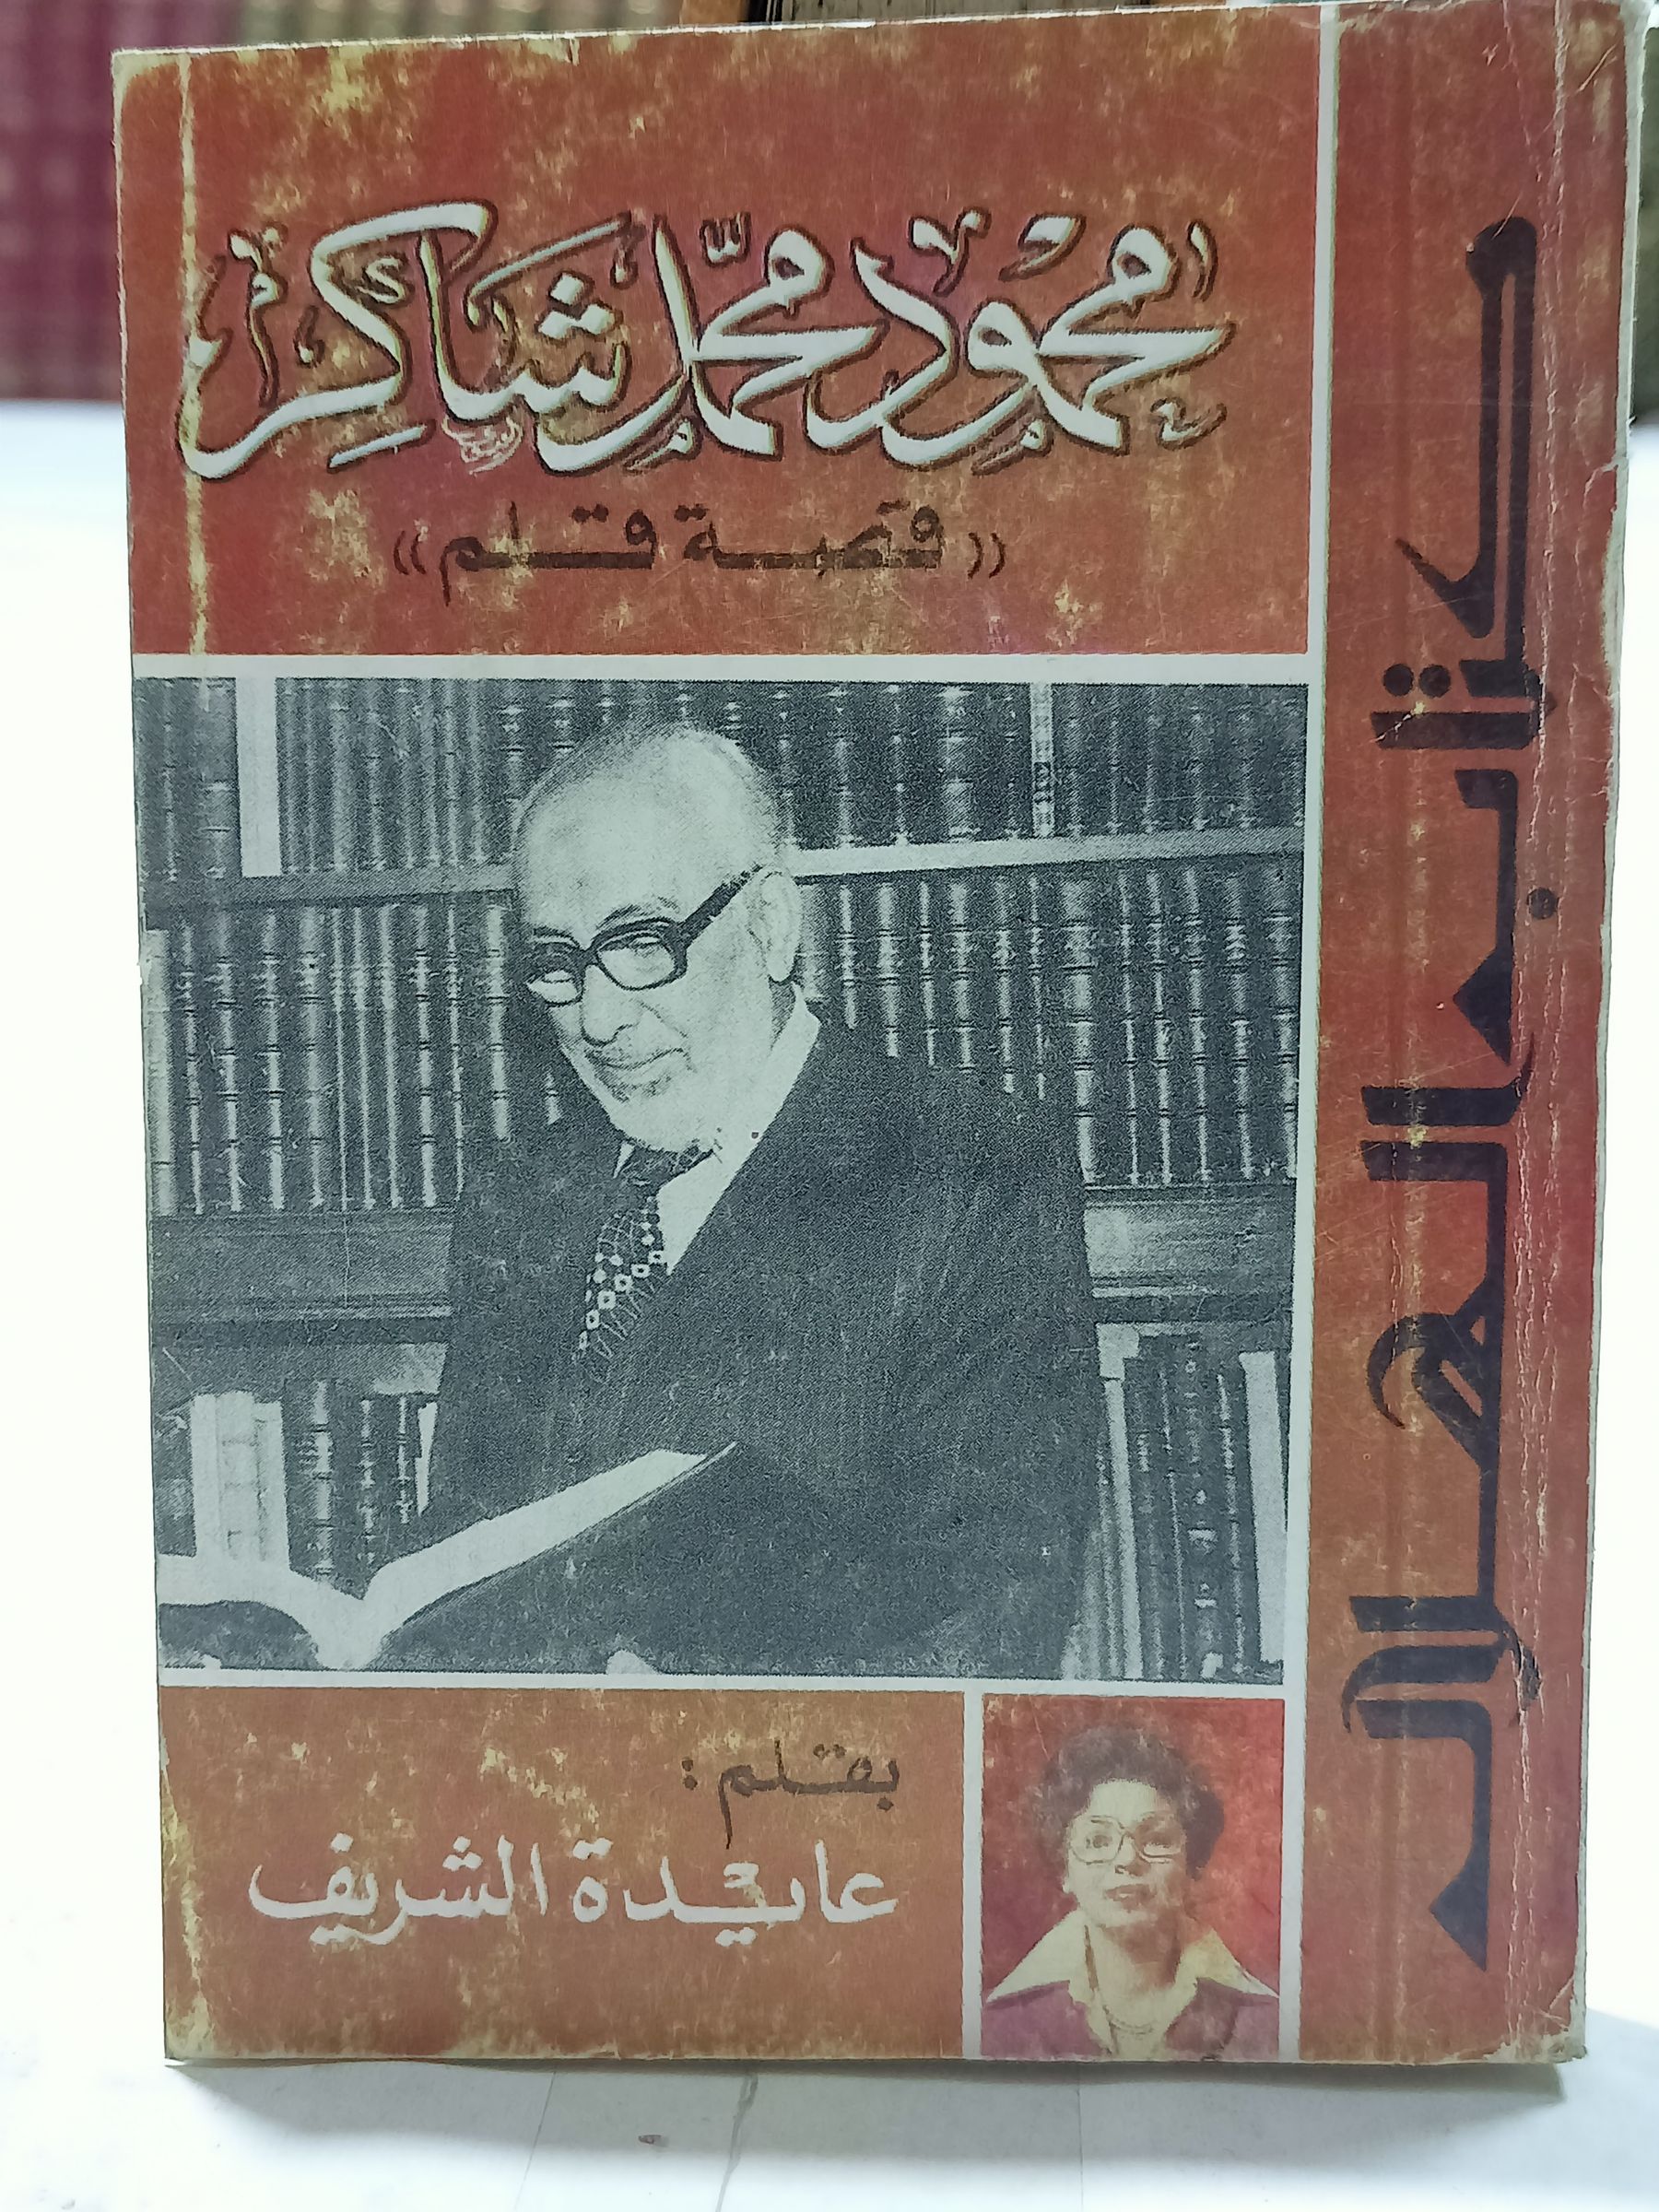 محمود محمد شاكر
«قصة قلم»
كتاب الهلال
بقلم:
عايدة الشريف